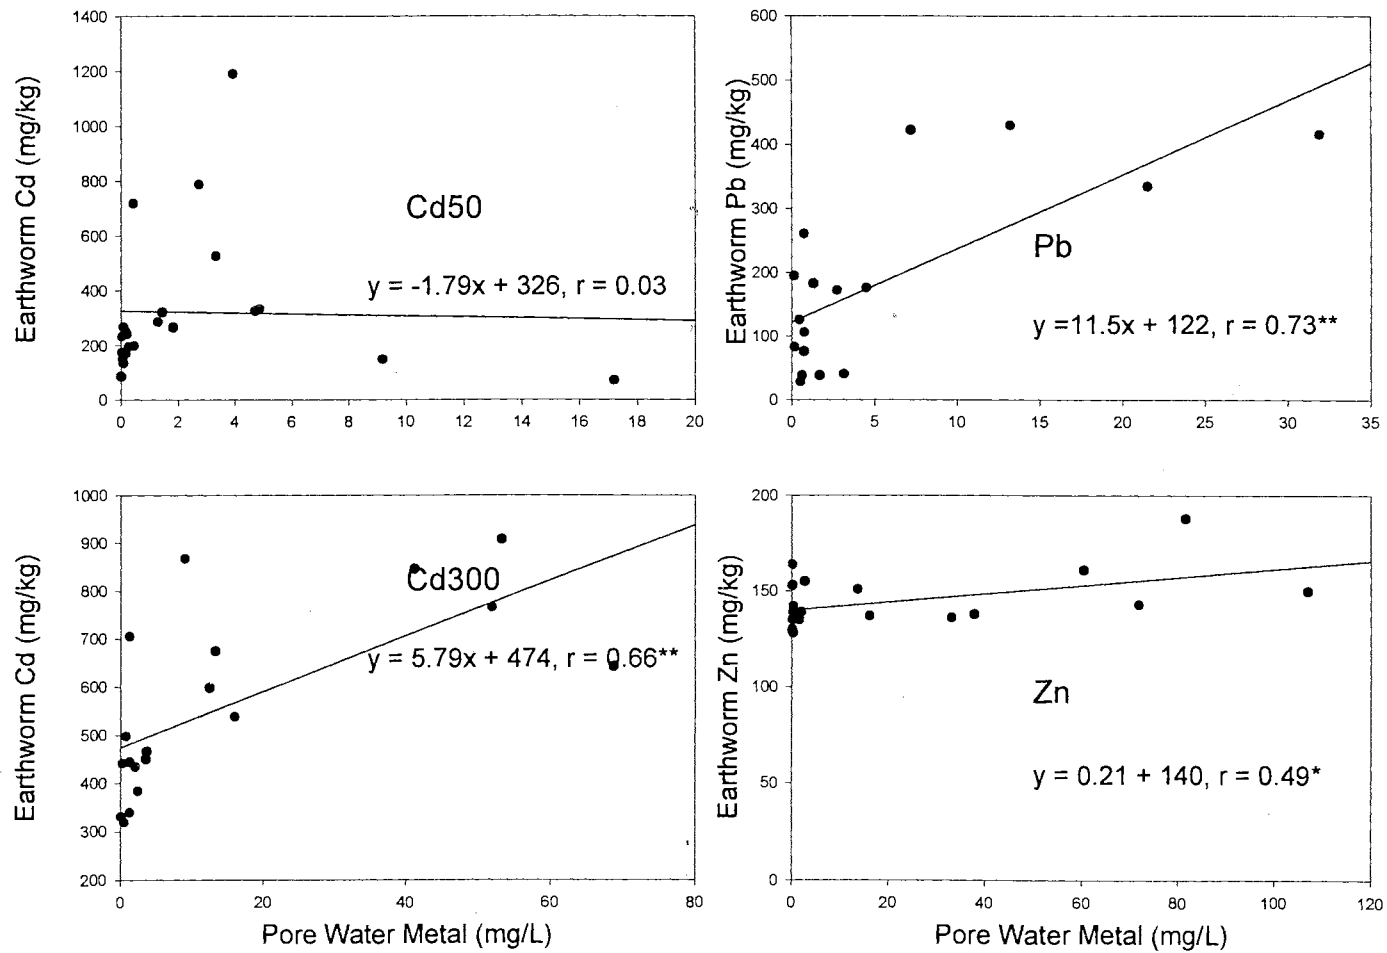 1400
1200
1000
800
600
400
200
0
0 2 4 6 8 10 12 14 16 18 20
Earthworm Cd (mg/kg)
Cd50
y = -1.79x + 326, r = 0.03
600
500
400
300
200
100
0
0 5 10 15 20 25 30 35
Earthworm Pb (mg/kg)
Pb
y =11.5x + 122, r = 0.73**
1000
900
800
700
600
500
400
300
200
0 20 40 60 80
Earthworm Cd (mg/kg)
Cd300
y = 5.79x + 474, r = 0.66**
Pore Water Metal (mg/L)
200
150
100
50
0
0 20 40 60 80 100 120
Earthworm Zn (mg/kg)
Zn
y = 0.21 + 140, r = 0.49*
Pore Water Metal (mg/L)